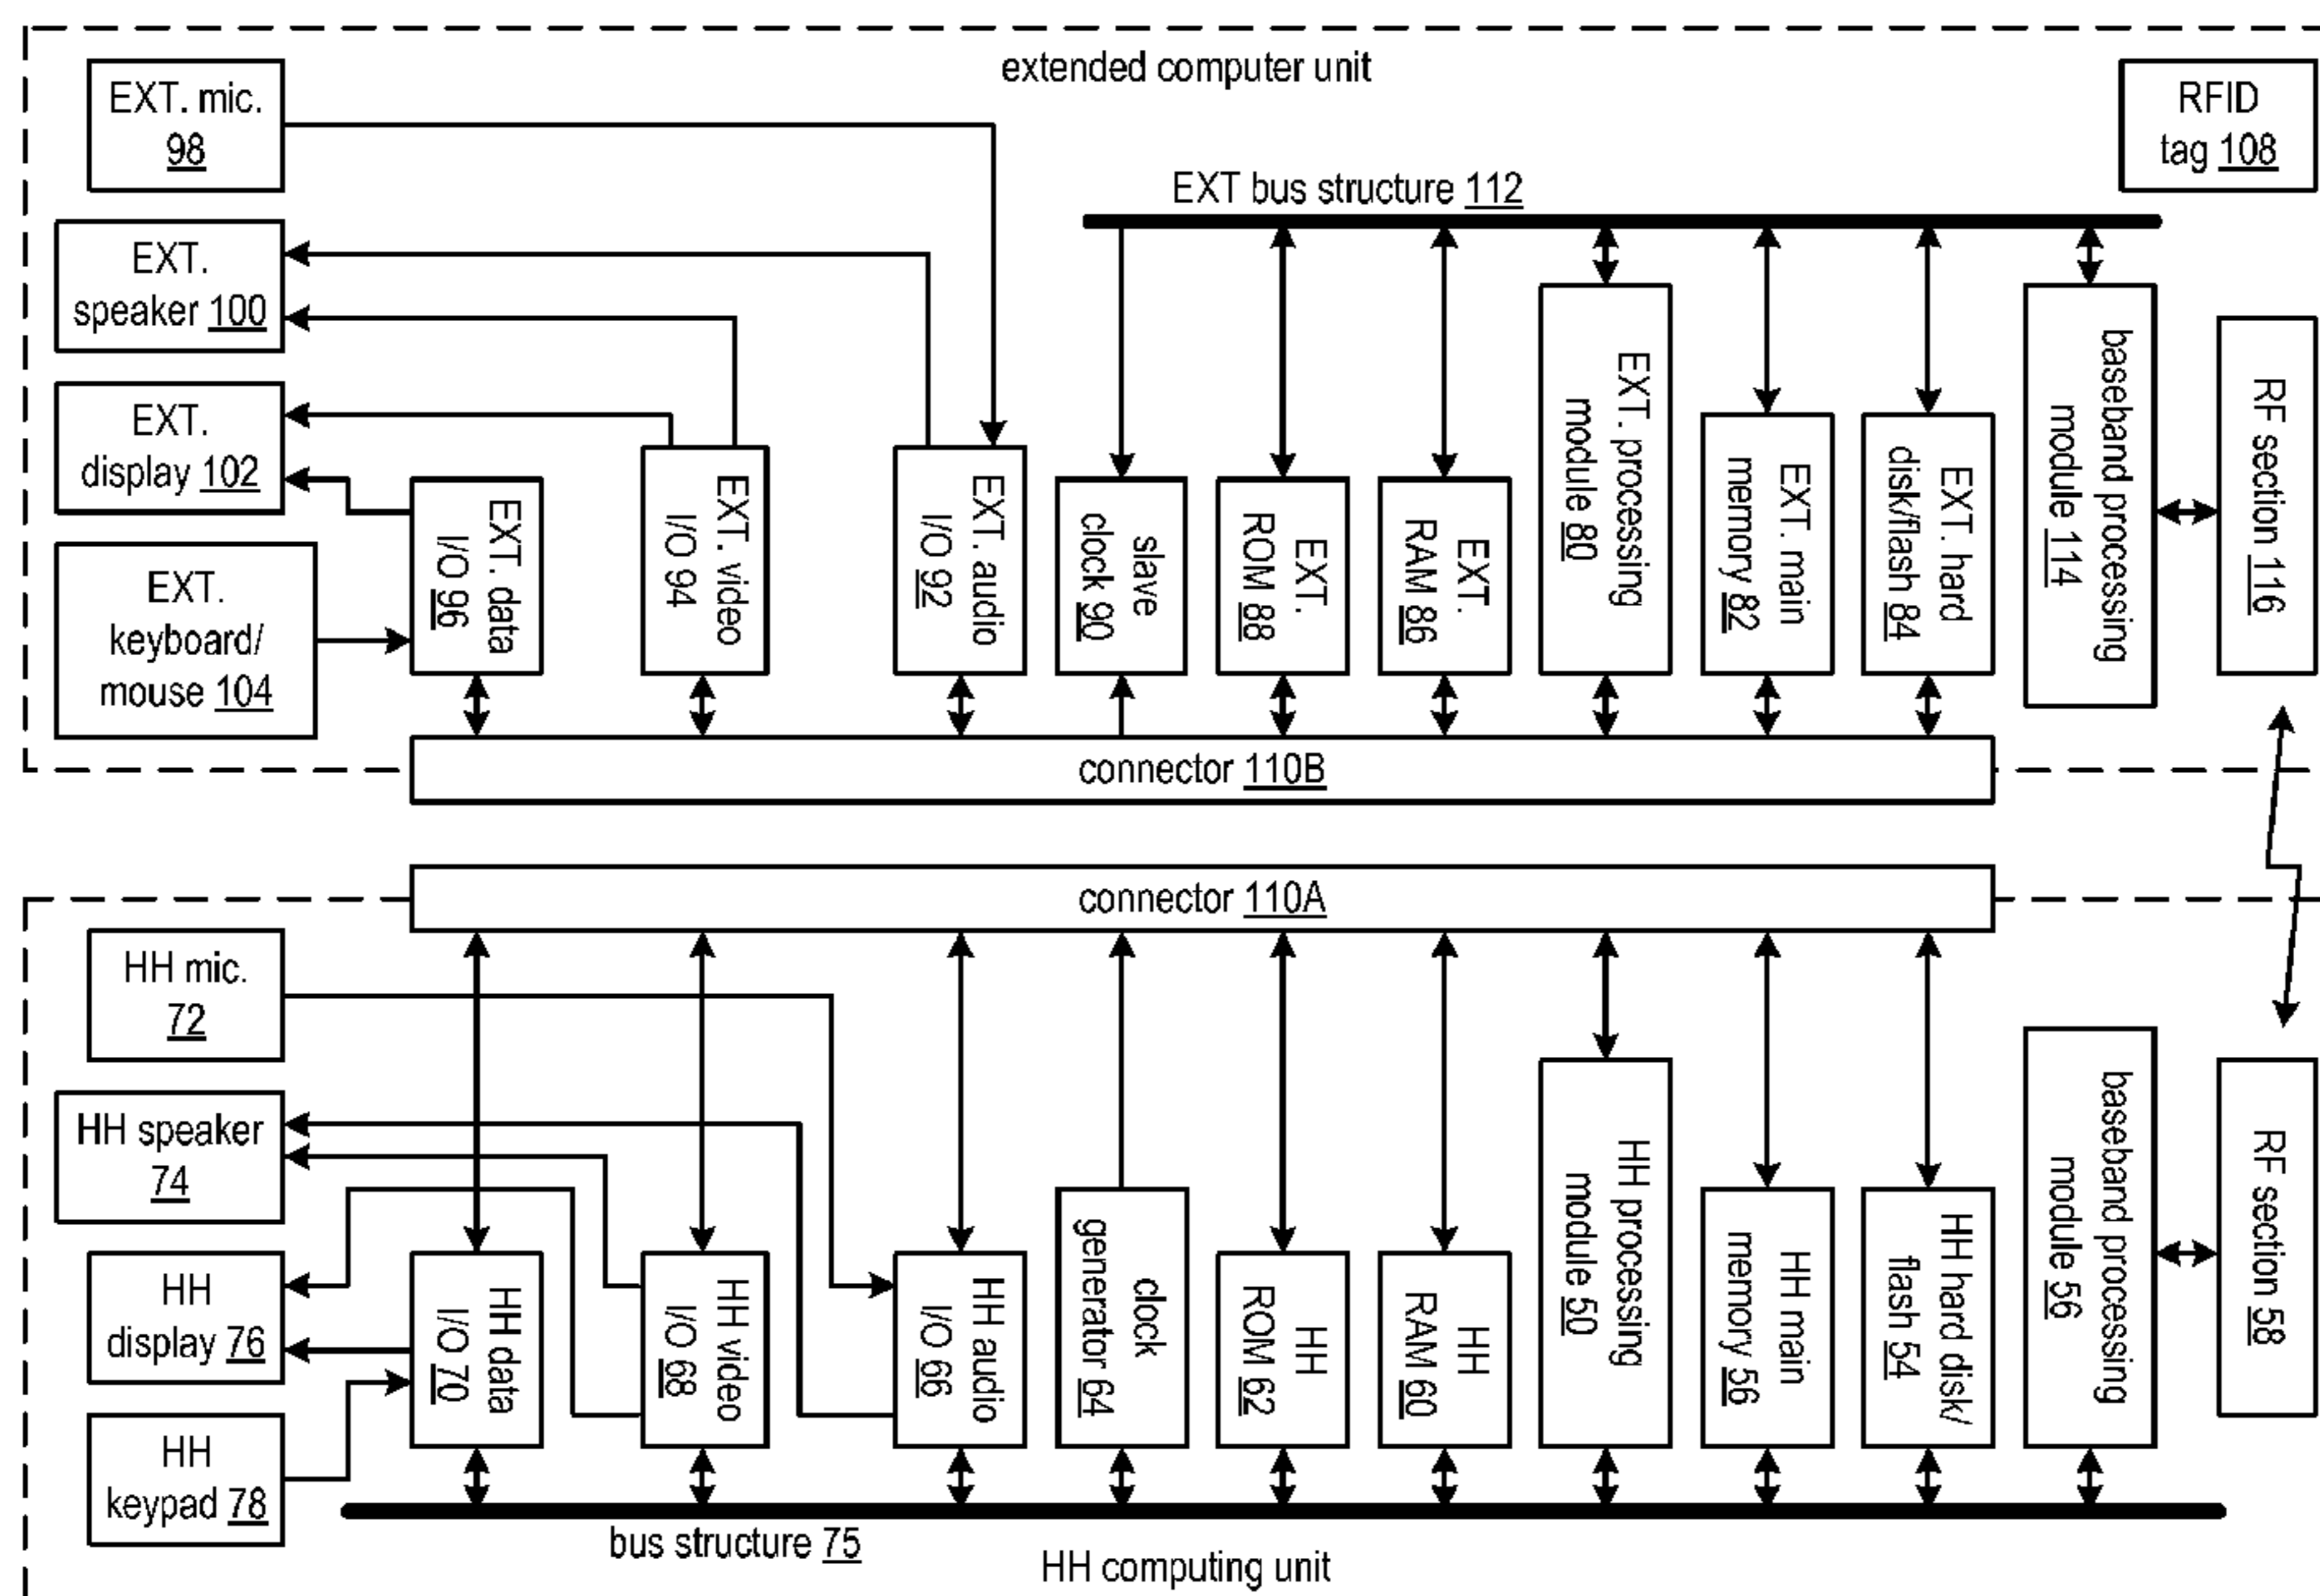 extended computer unit
EXT. mic.
98
RFID
tag 108
EXT bus structure 112
EXT.
speaker 100
EXT.
display 102
EXT.
keyboard/
mouse 104
EXT. data
I/O 96
EXT. video
I/O 94
EXT. audio
I/O 92
slave
clock 90
EXT.
ROM 88
EXT.
RAM 86
EXT. processing
module 80
EXT. main
memory 82
EXT. hard
disk/flash 84
baseband processing
module 114
RF section 116
connector 110B
connector 110A
HH mic.
72
HH speaker
74
HH
display 76
HH
keypad 78
HH data
I/O 70
HH video
I/O 68
HH audio
I/O 66
clock
generator 64
HH
ROM 62
HH
RAM 60
HH processing
module 50
HH main
memory 56
HH hard disk/
flash 54
baseband processing
module 56
RF section 58
bus structure 75
HH computing unit